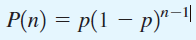 P(n) = p(1 − p)ⁿ⁻¹